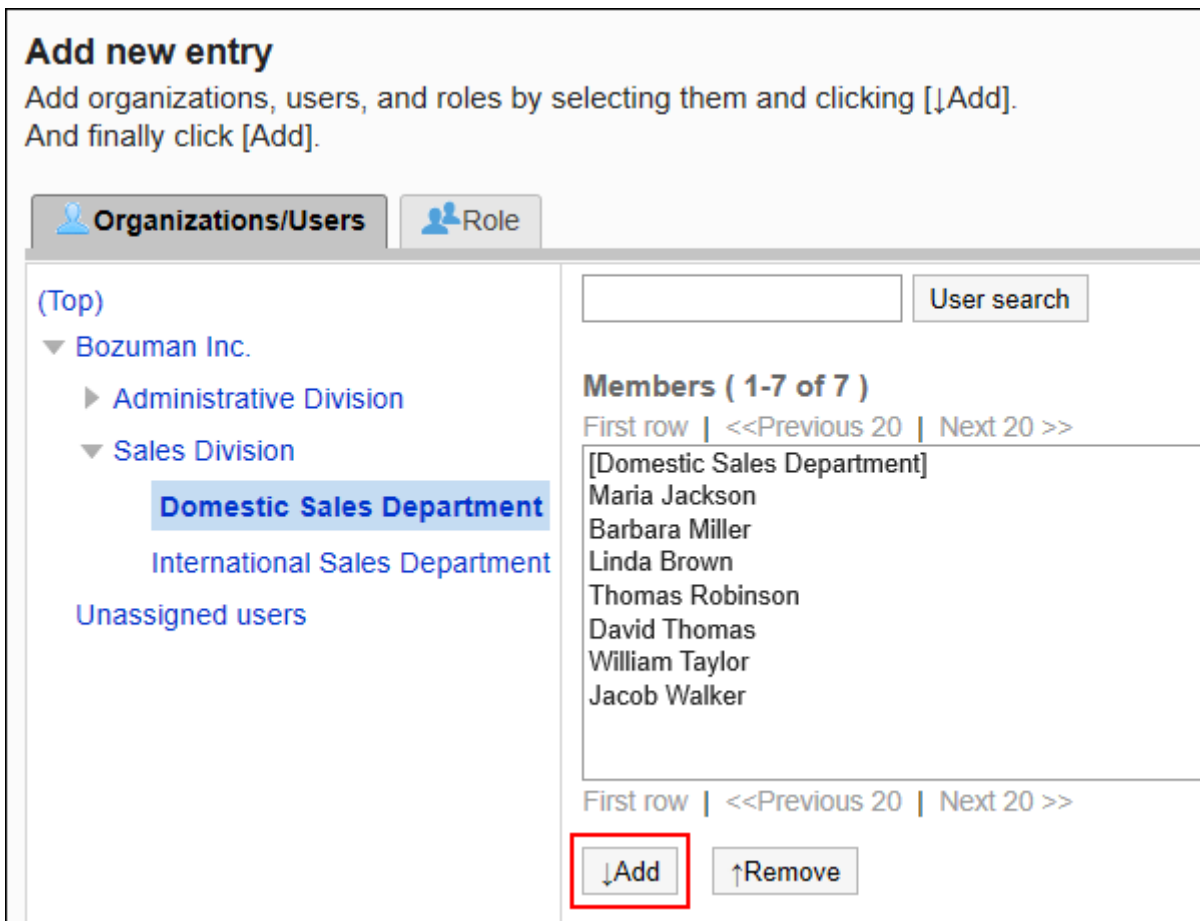 Add new entry
Add organizations, users, and roles by selecting them and clicking [↓Add].
And finally click [Add].
Organizations/Users
Role
(Top)
Bozuman Inc.
Administrative Division
Sales Division
Domestic Sales Department
International Sales Department
Unassigned users
User search
Members ( 1-7 of 7 )
First row | <<Previous 20 | Next 20 >>
[Domestic Sales Department]
Maria Jackson
Barbara Miller
Linda Brown
Thomas Robinson
David Thomas
William Taylor
Jacob Walker
First row | <<Previous 20 | Next 20 >>
↓Add
↑Remove